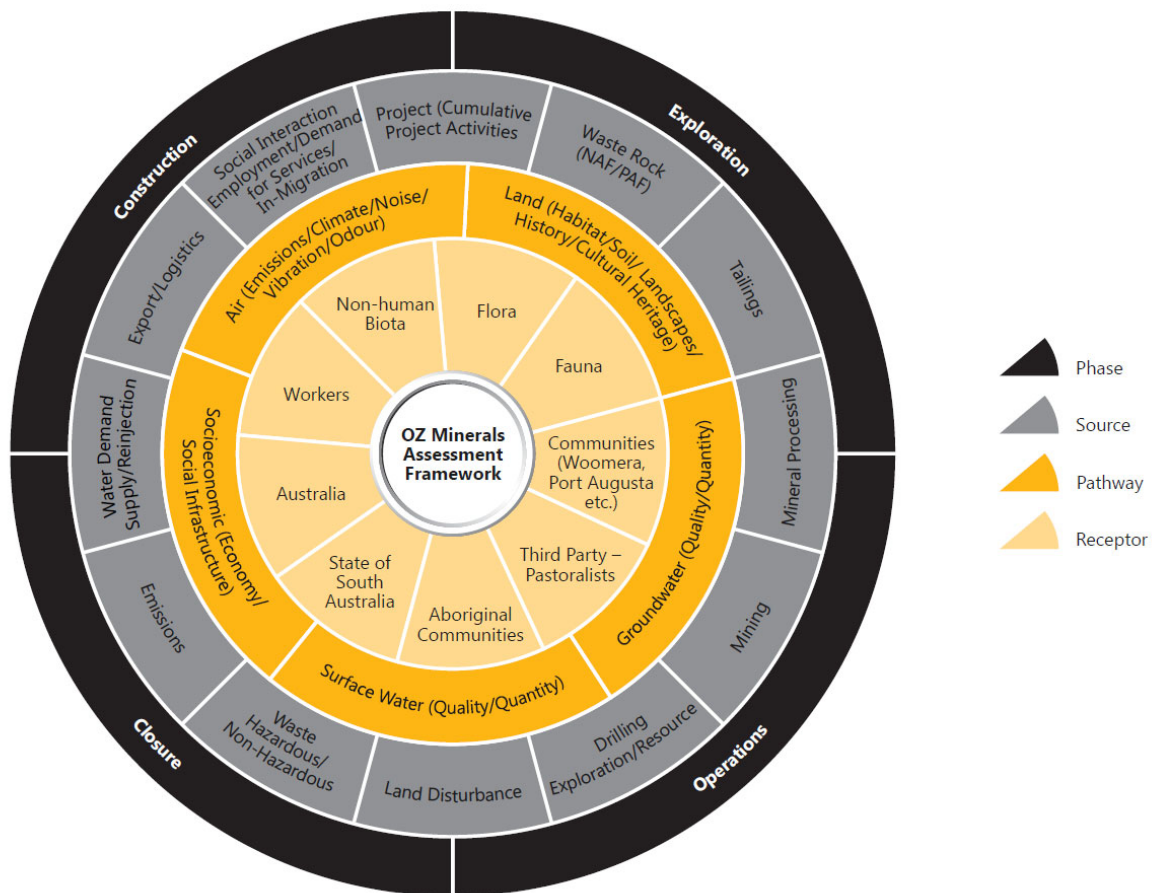 Construction
Exploration
Operations
Closure
Project (Cumulative
Project Activities
Waste Rock
(NAF/PAF)
Tailings
Mineral Processing
Mining
Drilling
Exploration/Resource
Land Disturbance
Waste
Hazardous/
Non-Hazardous
Emissions
Water Demand
Supply/Reinjection
Export/Logistics
Social Interaction
Employment/Demand
for Services/
In-Migration
Air (Emissions/Climate/Noise/
Vibration/Odour)
Land (Habitat/Soil/ Landscapes/
History/Cultural Heritage)
Groundwater (Quality/Quantity)
Surface Water (Quality/Quantity)
Socioeconomic (Economy/
Social Infrastructure)
Non-human
Biota
Flora
Fauna
Communities
(Woomera,
Port Augusta
etc.)
Third Party –
Pastoralists
Aboriginal
Communities
State of
South
Australia
Australia
Workers
OZ Minerals
Assessment
Framework
Phase
Source
Pathway
Receptor